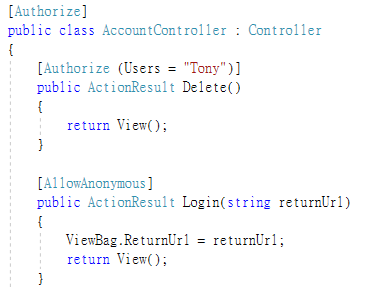 [Authorize]
public class AccountController : Controller
{
    [Authorize (Users = "Tony")]
    public ActionResult Delete()
    {
        return View();
    }

    [AllowAnonymous]
    public ActionResult Login(string returnUrl)
    {
        ViewBag.ReturnUrl = returnUrl;
        return View();
    }